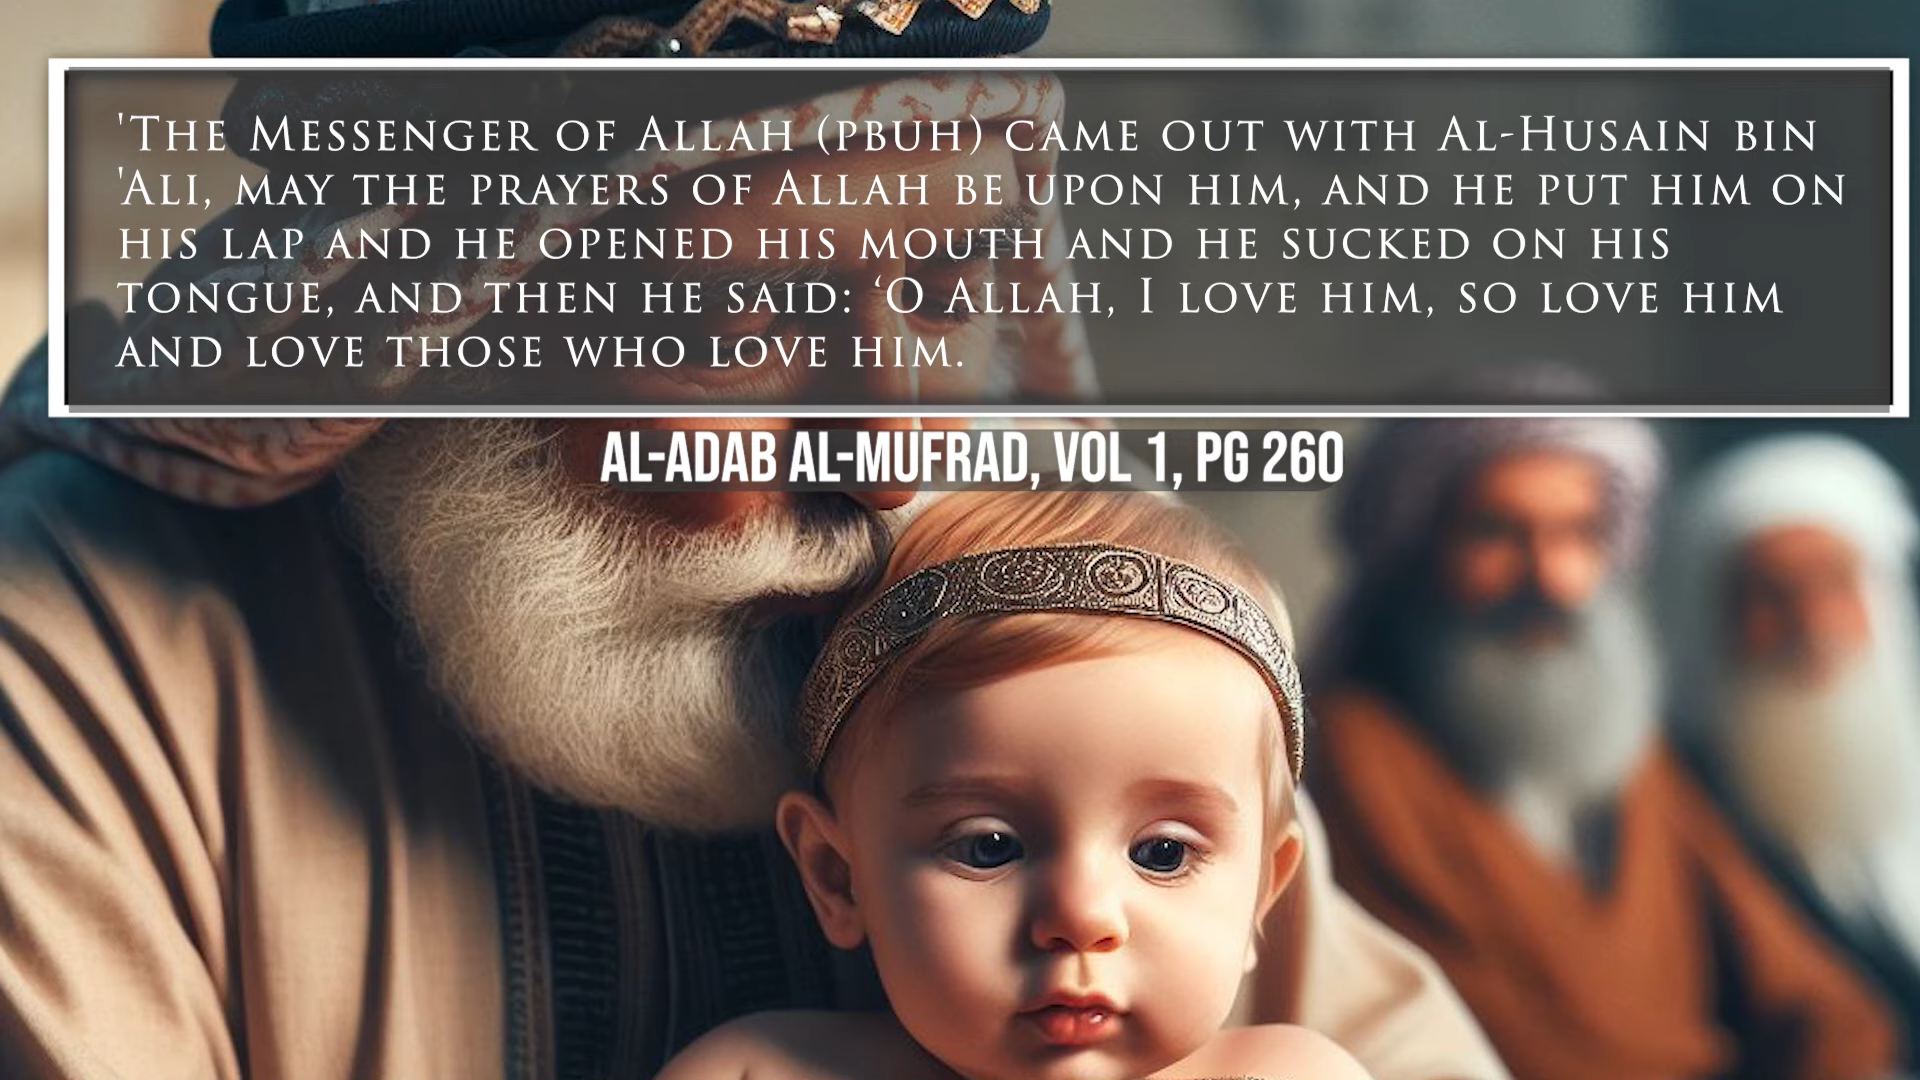 'The Messenger of Allah (pbuh) came out with Al-Husain bin
'Ali, may the prayers of Allah be upon him, and he put him on
his lap and he opened his mouth and he sucked on his
tongue, and then he said: ‘O Allah, I love him, so love him
and love those who love him.
AL-ADAB AL-MUFRAD, VOL 1, PG 260